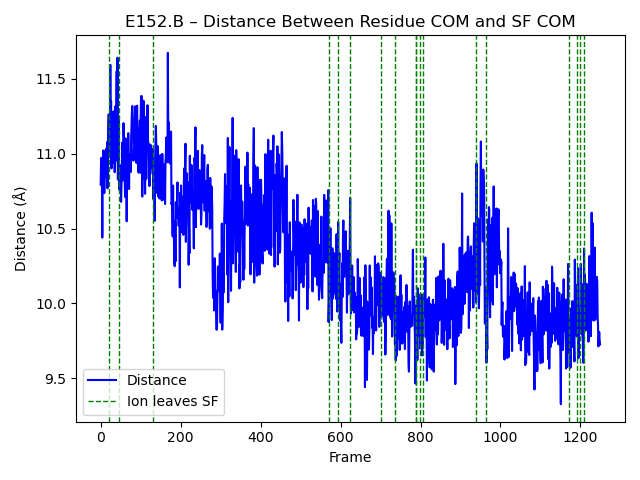 E152.B – Distance Between Residue COM and SF COM
Distance (Å)
11.5
11.0
10.5
10.0
9.5
Distance
Ion leaves SF
0 200 400 600 800 1000 1200
Frame